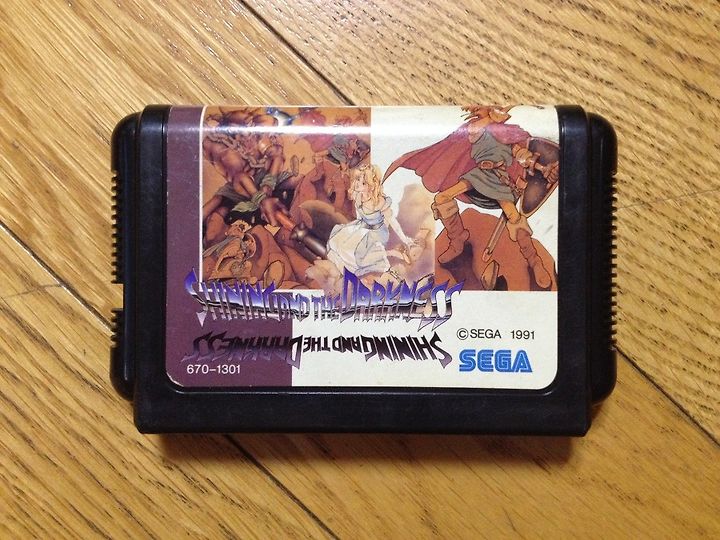 SHINING AND THE DARKNESS
SHINING AND THE DARKNESS
©SEGA 1991
SEGA
670-1301